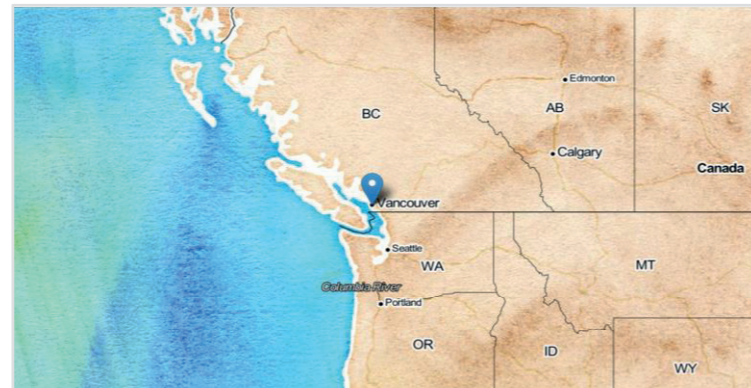 Edmonton
BC
AB
SK
Calgary
Canada
Vancouver
Seattle
WA
MT
Columbia River
Portland
OR
ID
WY